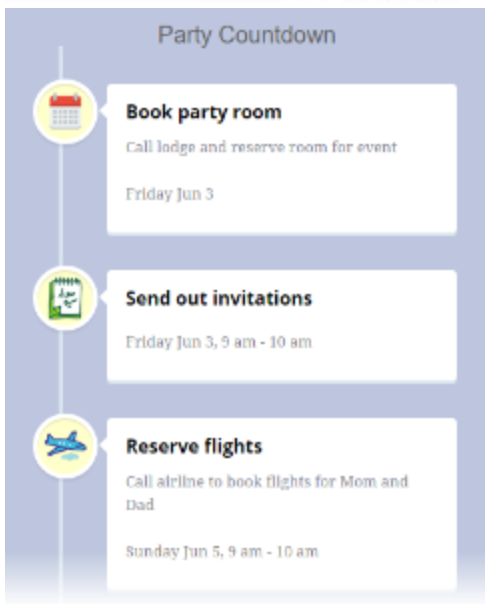 Party Countdown
Book party room
Call lodge and reserve room for event
Friday Jun 3
Send out invitations
Friday Jun 3, 9 am - 10 am
Reserve flights
Call airline to book flights for Mom and
Dad
Sunday Jun 5, 9 am - 10 am